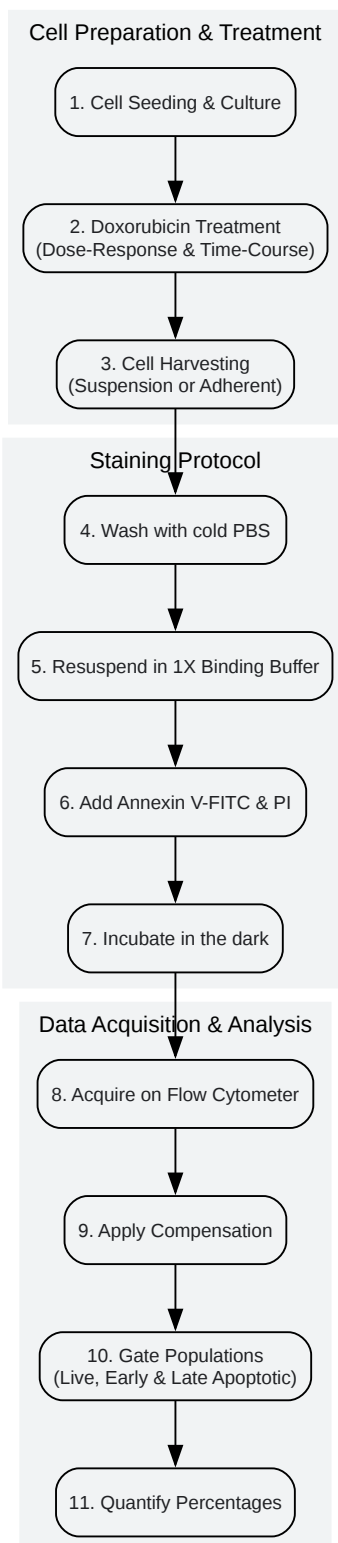 Cell Preparation & Treatment
1. Cell Seeding & Culture
2. Doxorubicin Treatment
(Dose-Response & Time-Course)
3. Cell Harvesting
(Suspension or Adherent)
Staining Protocol
4. Wash with cold PBS
5. Resuspend in 1X Binding Buffer
6. Add Annexin V-FITC & PI
7. Incubate in the dark
Data Acquisition & Analysis
8. Acquire on Flow Cytometer
9. Apply Compensation
10. Gate Populations
(Live, Early & Late Apoptotic)
11. Quantify Percentages